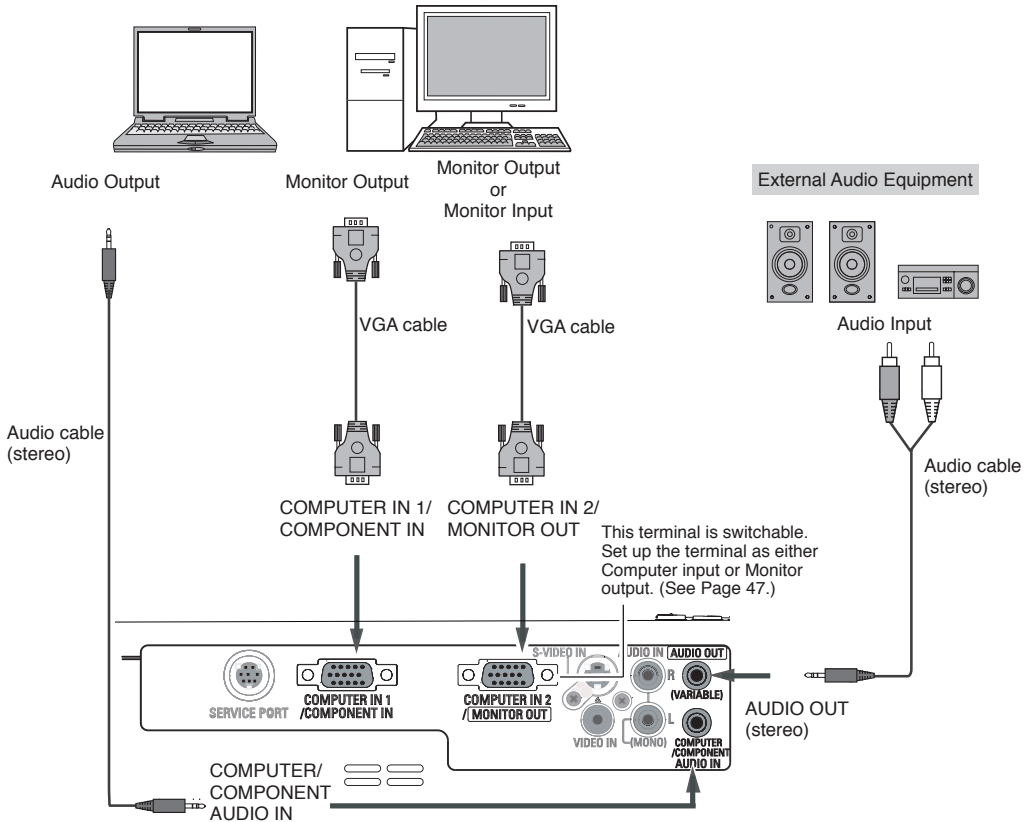 Audio Output
Monitor Output
Monitor Output
or
Monitor Input
External Audio Equipment
Audio Input
VGA cable
VGA cable
Audio cable
(stereo)
Audio cable
(stereo)
COMPUTER IN 1/
COMPONENT IN
COMPUTER IN 2/
MONITOR OUT
This terminal is switchable.
Set up the terminal as either
Computer input or Monitor
output. (See Page 47.)
S-VIDEO IN
AUDIO IN
AUDIO OUT
R
(VARIABLE)
SERVICE PORT
COMPUTER IN 1
/COMPONENT IN
COMPUTER IN 2
/MONITOR OUT
VIDEO IN
(MONO)
L
COMPUTER
/COMPONENT
AUDIO IN
AUDIO OUT
(stereo)
COMPUTER/
COMPONENT
AUDIO IN